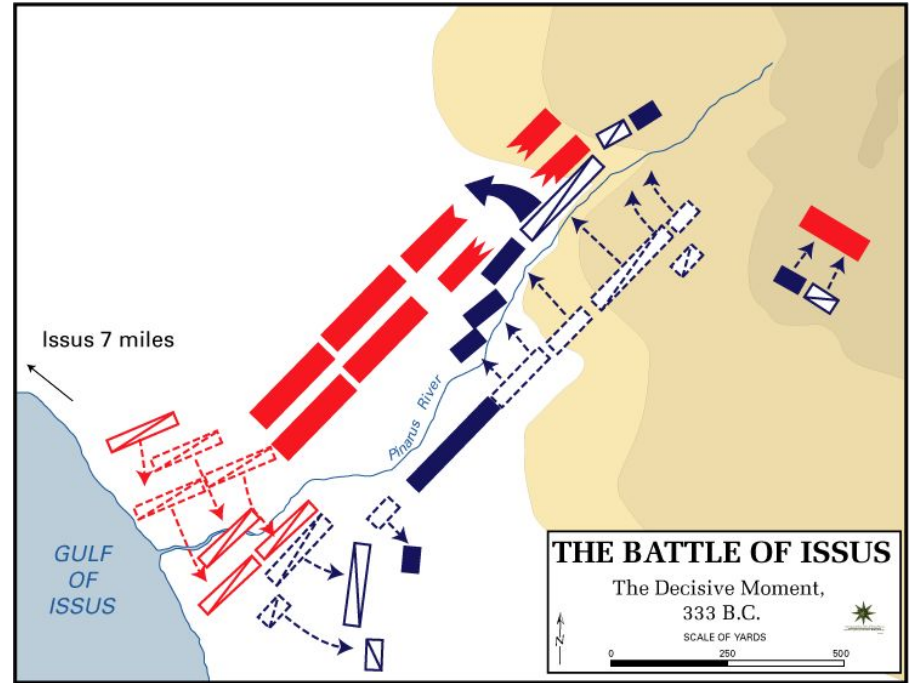 Issus 7 miles
Pinarus River
GULF
OF
ISSUS
THE BATTLE OF ISSUS
The Decisive Moment,
333 B.C.
SCALE OF YARDS
N
0 250 500